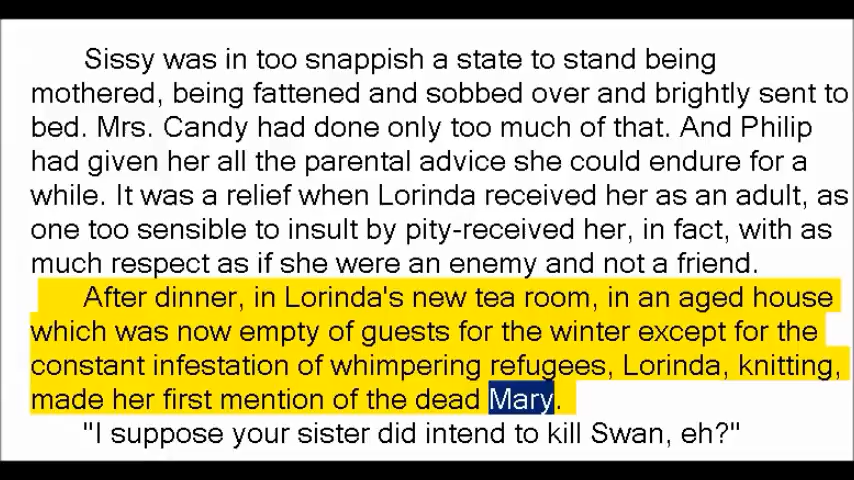 Sissy was in too snappish a state to stand being
mothered, being fattened and sobbed over and brightly sent to
bed. Mrs. Candy had done only too much of that. And Philip
had given her all the parental advice she could endure for a
while. It was a relief when Lorinda received her as an adult, as
one too sensible to insult by pity-received her, in fact, with as
much respect as if she were an enemy and not a friend.
After dinner, in Lorinda's new tea room, in an aged house
which was now empty of guests for the winter except for the
constant infestation of whimpering refugees, Lorinda, knitting,
made her first mention of the dead Mary.
"I suppose your sister did intend to kill Swan, eh?"